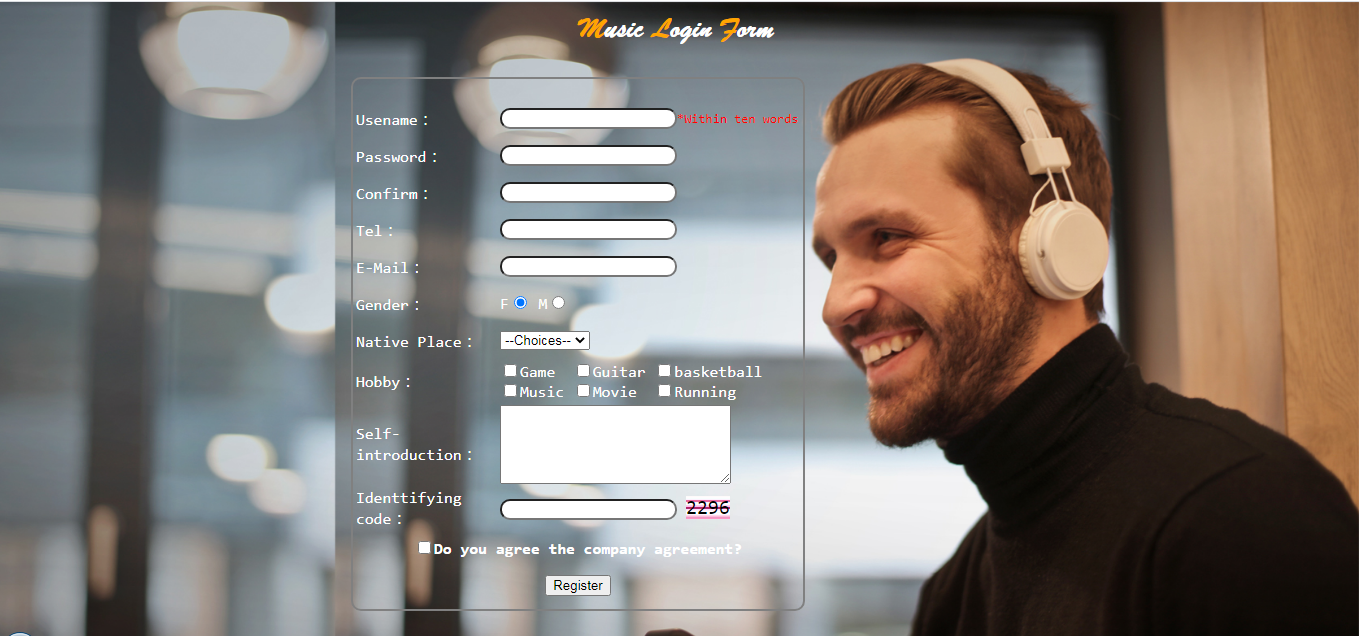 Music Login Form
Usename：
*Within ten words
Password：
Confirm：
Tel：
E-Mail：
Gender：
F M
Native Place：
--Choices--
Hobby：
Game Guitar basketball
Music Movie Running
Self-
introduction：
Identtifying
code：
2296
Do you agree the company agreement?
Register